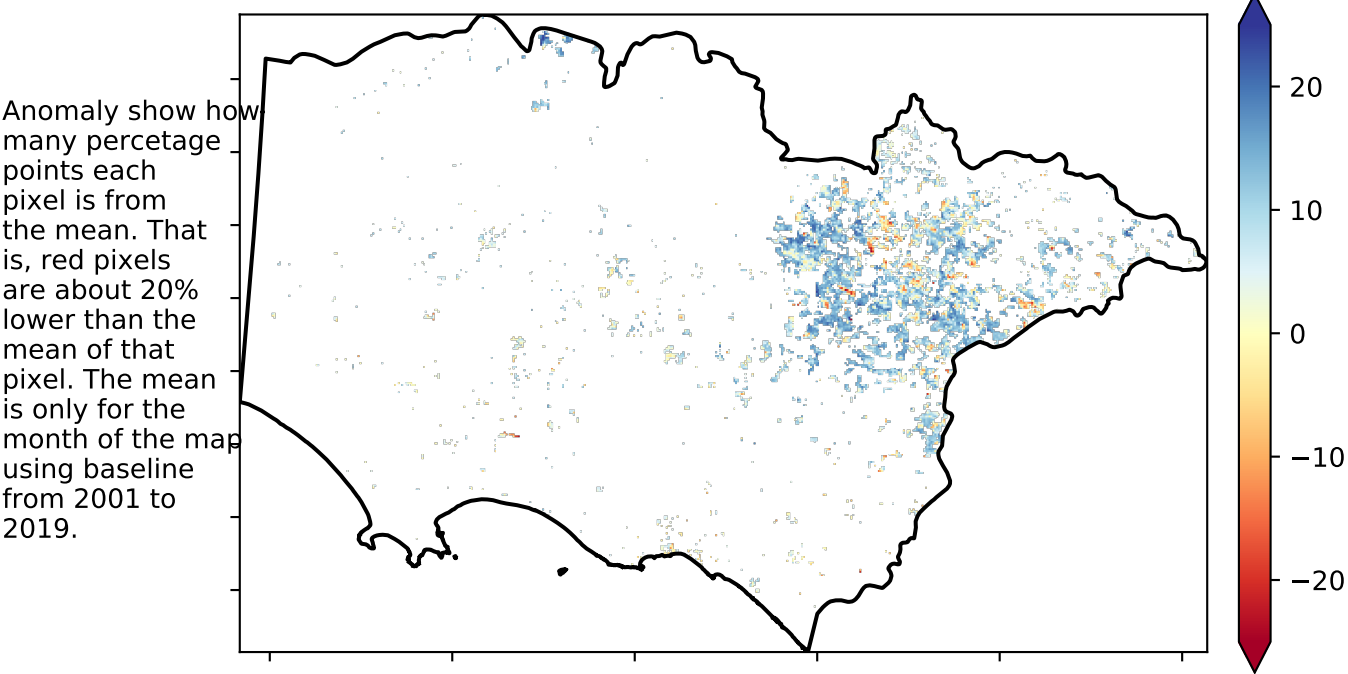 Anomaly show how
many percetage
points each
pixel is from
the mean. That
is, red pixels
are about 20%
lower than the
mean of that
pixel. The mean
is only for the
month of the map
using baseline
from 2001 to
2019.
20
10
0
−10
−20